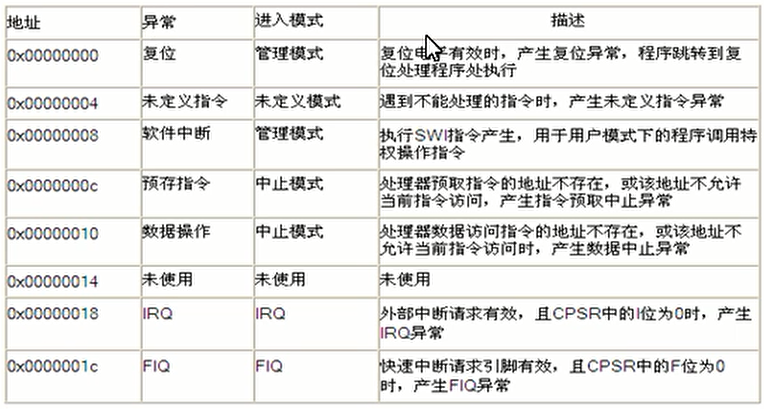 地址 异常 进入模式 描述
0x00000000 复位 管理模式 复位电平有效时，产生复位异常，程序跳转到复
位处理程序处执行
0x00000004 未定义指令 未定义模式 遇到不能处理的指令时，产生未定义指令异常
0x00000008 软件中断 管理模式 执行SWI指令产生，用于用户模式下的程序调用特
权操作指令
0x0000000c 预存指令 中止模式 处理器预取指令的地址不存在，或该地址不允许
当前指令访问，产生指令预取中止异常
0x00000010 数据操作 中止模式 处理器数据访问指令的地址不存在，或该地址不
允许当前指令访问时，产生数据中止异常
0x00000014 未使用 未使用 未使用
0x00000018 IRQ IRQ 外部中断请求有效，且CPSR中的I位为0时，产生
IRQ异常
0x0000001c FIQ FIQ 快速中断请求引脚有效，且CPSR中的F位为0
时，产生FIQ异常